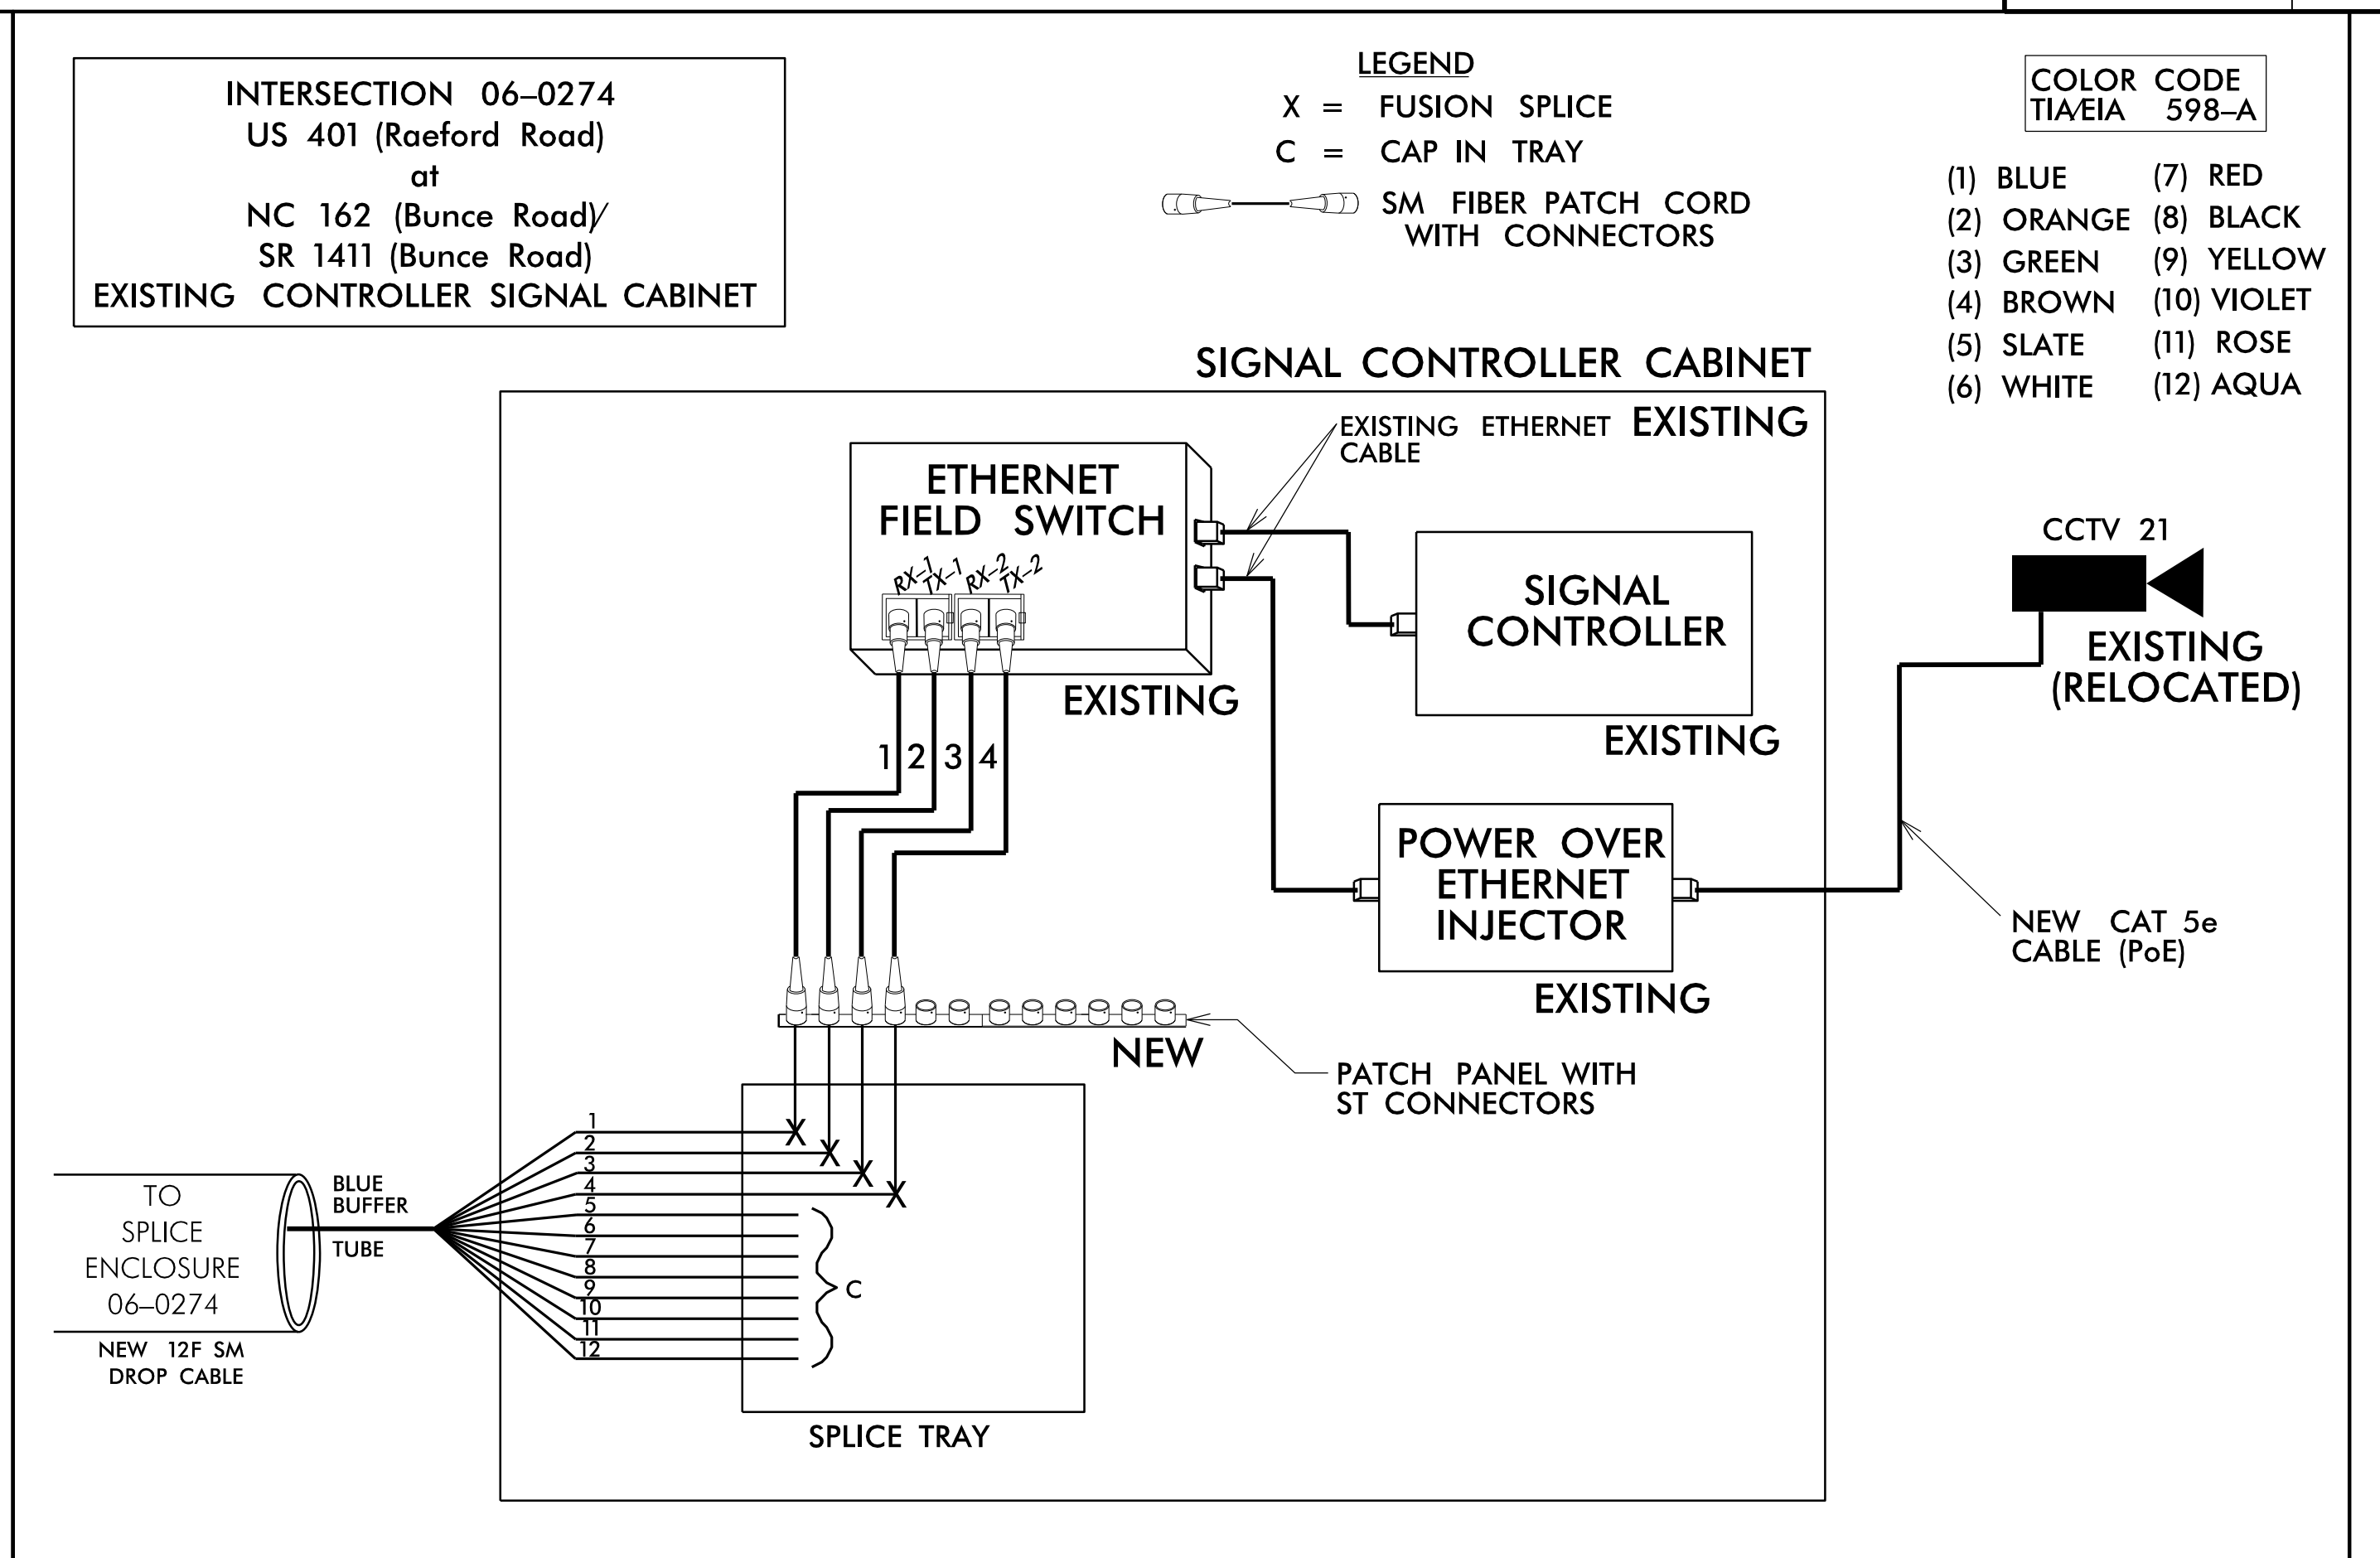 INTERSECTION 06–0274
US 401 (Raeford Road)
at
NC 162 (Bunce Road)/
SR 1411 (Bunce Road)
EXISTING CONTROLLER SIGNAL CABINET
LEGEND
X = FUSION SPLICE
C = CAP IN TRAY
SM FIBER PATCH CORD
WITH CONNECTORS
COLOR CODE
TIA/EIA 598–A
(1) BLUE
(2) ORANGE
(3) GREEN
(4) BROWN
(5) SLATE
(6) WHITE
(7) RED
(8) BLACK
(9) YELLOW
(10) VIOLET
(11) ROSE
(12) AQUA
SIGNAL CONTROLLER CABINET
EXISTING
EXISTING ETHERNET
CABLE
ETHERNET
FIELD SWITCH
RX–1
TX–1
RX–2
TX–2
EXISTING
SIGNAL
CONTROLLER
EXISTING
CCTV 21
EXISTING
(RELOCATED)
1
2
3
4
POWER OVER
ETHERNET
INJECTOR
EXISTING
NEW CAT 5e
CABLE (PoE)
NEW
PATCH PANEL WITH
ST CONNECTORS
X
X
X
X
1
2
3
4
5
6
7
8
9
10
11
12
C
SPLICE TRAY
BLUE
BUFFER
TUBE
TO
SPLICE
ENCLOSURE
06–0274
NEW 12F SM
DROP CABLE